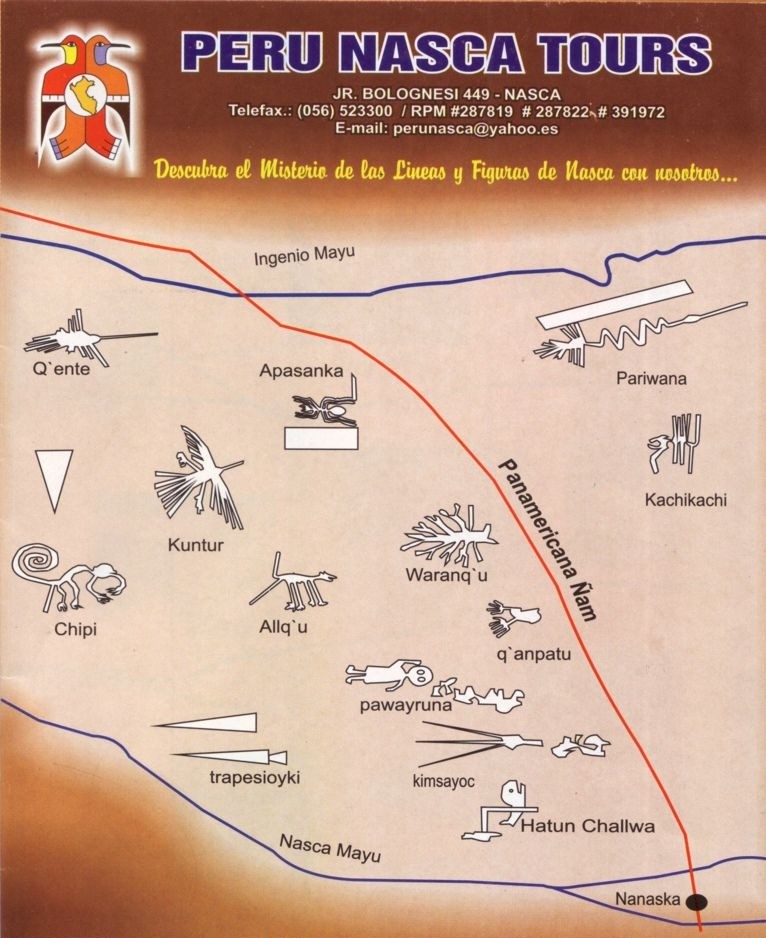 PERU NASCA TOURS
JR. BOLOGNESI 449 - NASCA
Telefax.: (056) 523300 / RPM #287819 # 287822 # 391972
E-mail: perunasca@yahoo.es
Descubra el Misterio de las Lineas y Figuras de Nasca con nosotros...
Ingenio Mayu
Q`ente
Apasanka
Pariwana
Kachikachi
Panamericana Ñam
Kuntur
Waranq`u
Chipi
Allq`u
q`anpatu
pawayruna
trapesioyki
kimsayoc
Hatun Challwa
Nasca Mayu
Nanaska